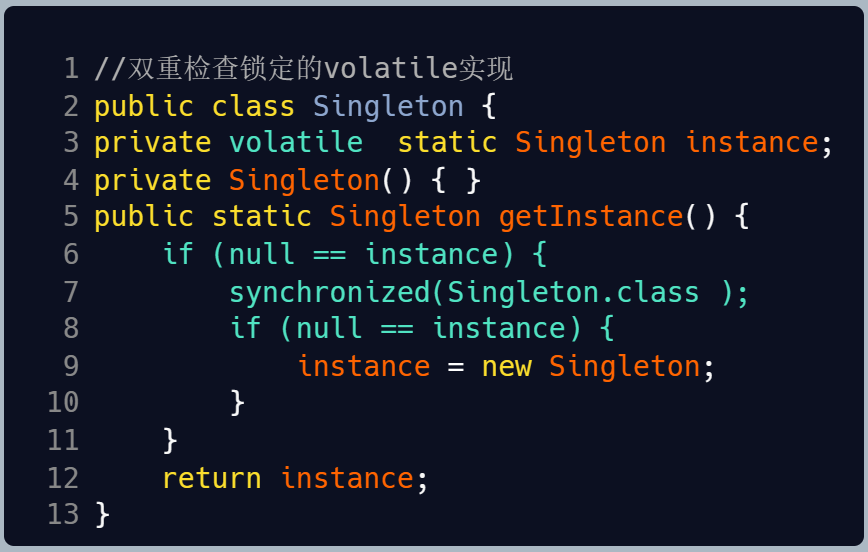 1 //双重检查锁定的volatile实现
2 public class Singleton {
3 private volatile  static Singleton instance;
4 private Singleton() { }
5 public static Singleton getInstance() {
6     if (null == instance) {
7         synchronized(Singleton.class );
8         if (null == instance) {
9             instance = new Singleton;
10         }
11     }
12     return instance;
13 }